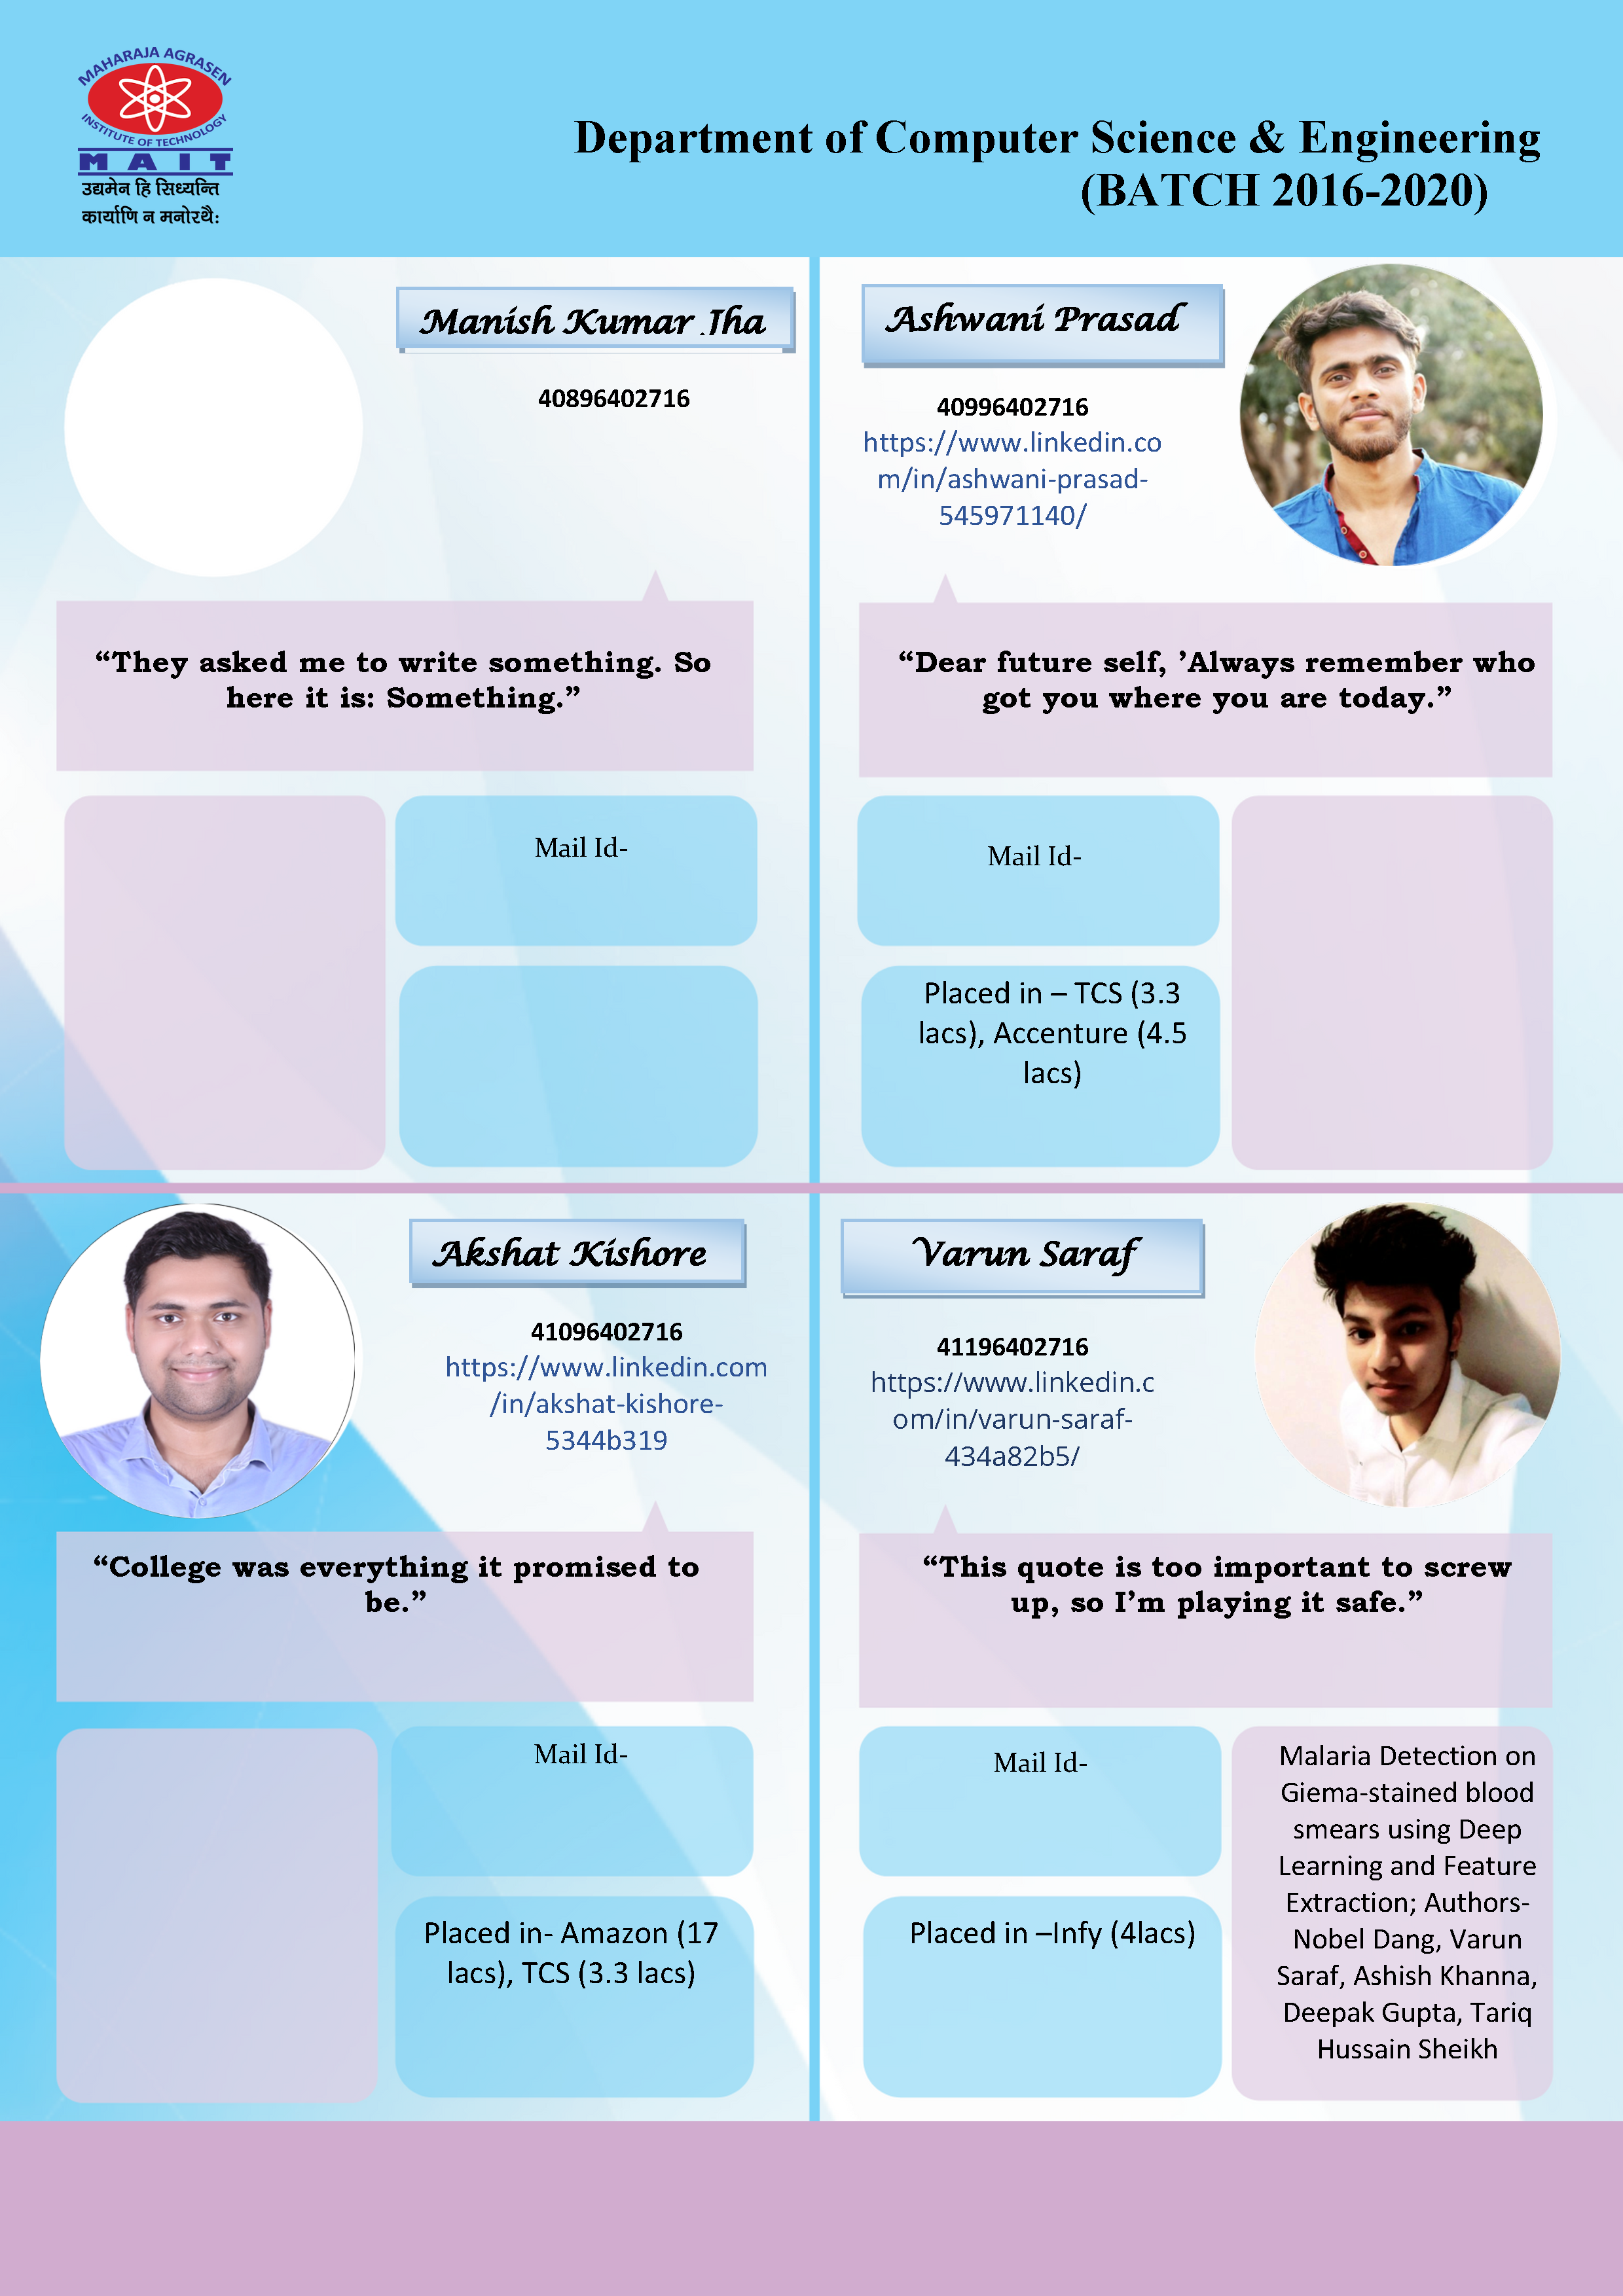 MAHARAJA AGRASEN
INSTITUTE OF TECHNOLOGY
MAIT
उद्यमेन हि सिध्यन्ति
कार्याणि न मनोरथै:
Department of Computer Science & Engineering
(BATCH 2016-2020)
Manish Kumar Jha
40896402716
“They asked me to write something. So
here it is: Something.”
Mail Id-
Ashwani Prasad
40996402716
https://www.linkedin.co
m/in/ashwani-prasad-
545971140/
“Dear future self, ’Always remember who
got you where you are today.”
Mail Id-
Placed in – TCS (3.3
lacs), Accenture (4.5
lacs)
Akshat Kishore
41096402716
https://www.linkedin.com
/in/akshat-kishore-
5344b319
“College was everything it promised to
be.”
Mail Id-
Placed in- Amazon (17
lacs), TCS (3.3 lacs)
Varun Saraf
41196402716
https://www.linkedin.c
om/in/varun-saraf-
434a82b5/
“This quote is too important to screw
up, so I’m playing it safe.”
Mail Id-
Placed in –Infy (4lacs)
Malaria Detection on
Giema-stained blood
smears using Deep
Learning and Feature
Extraction; Authors-
Nobel Dang, Varun
Saraf, Ashish Khanna,
Deepak Gupta, Tariq
Hussain Sheikh